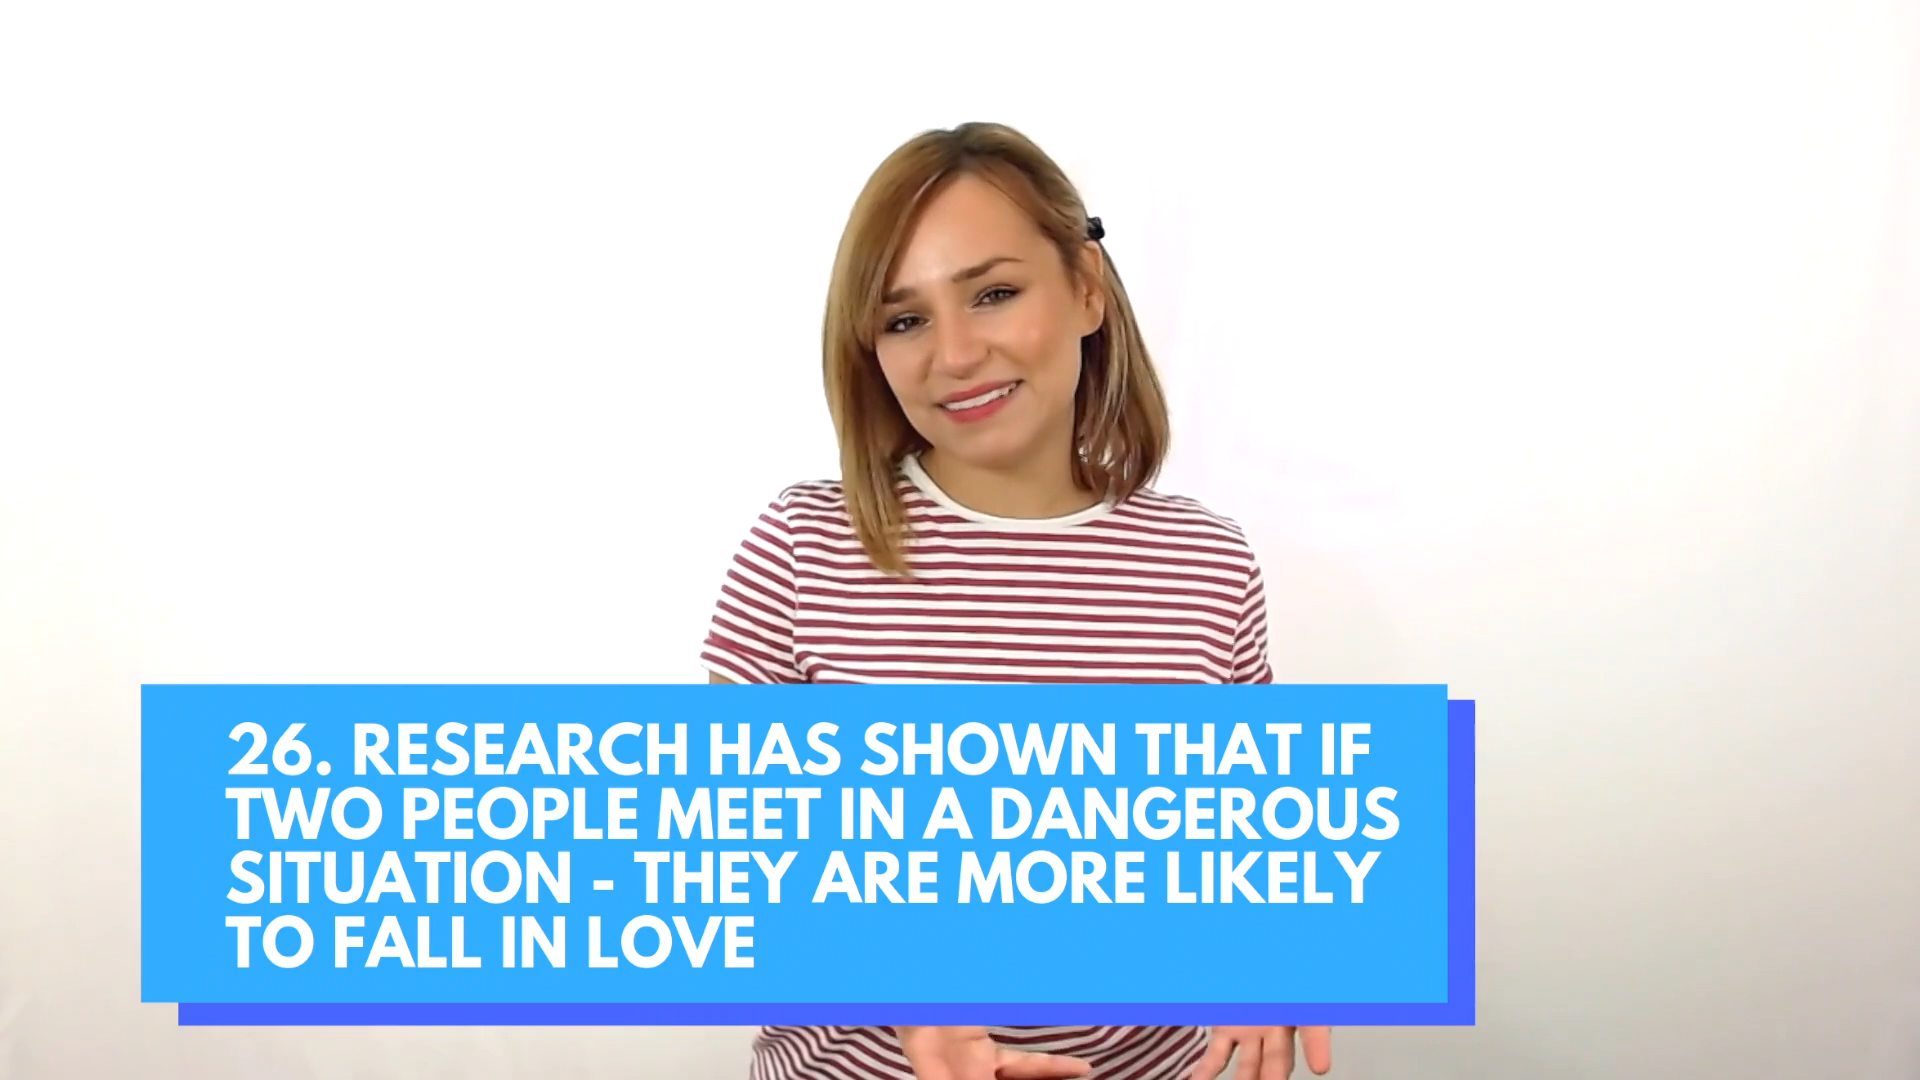 26. RESEARCH HAS SHOWN THAT IF
TWO PEOPLE MEET IN A DANGEROUS
SITUATION - THEY ARE MORE LIKELY
TO FALL IN LOVE